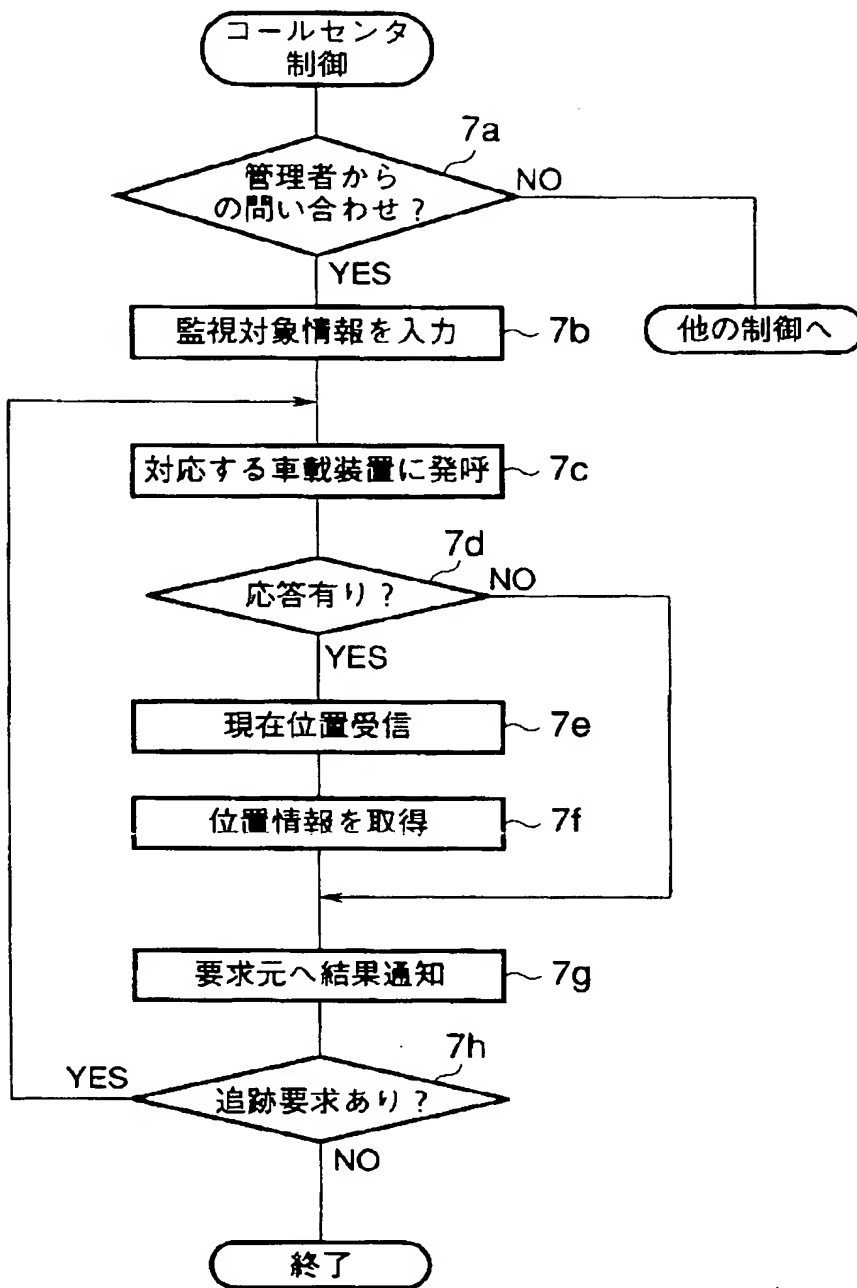 コールセンタ
制御
7a
管理者から
の問い合わせ?
NO
YES
監視対象情報を入力
7b
他の制御へ
対応する車載装置に発呼
7c
7d
応答有り?
NO
YES
現在位置受信
7e
位置情報を取得
7f
要求元へ結果通知
7g
7h
YES
追跡要求あり?
NO
終了